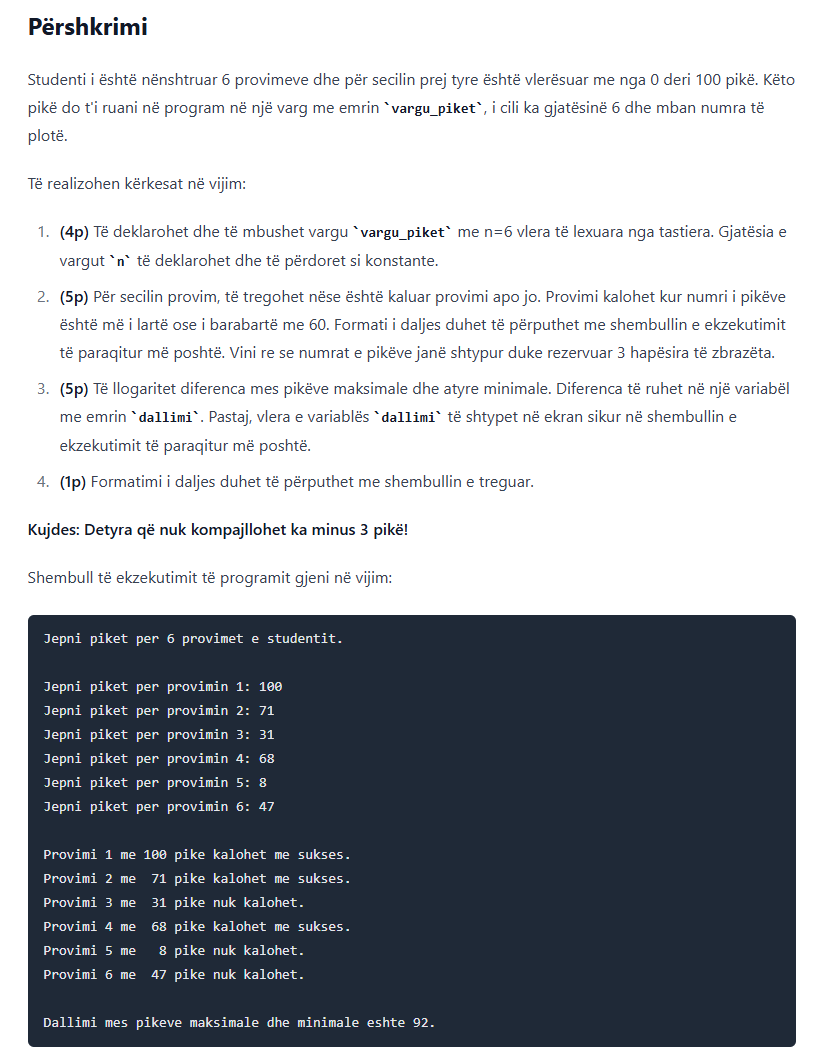 Përshkrimi
Studenti i është nënshtruar 6 provimeve dhe për secilin prej tyre është vlerësuar me nga 0 deri 100 pikë. Këto
pikë do t'i ruani në program në një varg me emrin `vargu_piket`, i cili ka gjatësinë 6 dhe mban numra të
plotë.
Të realizohen kërkesat në vijim:
1. (4p) Të deklarohet dhe të mbushet vargu `vargu_piket` me n=6 vlera të lexuara nga tastiera. Gjatësia e
vargut `n` të deklarohet dhe të përdoret si konstante.
2. (5p) Për secilin provim, të tregohet nëse është kaluar provimi apo jo. Provimi kalohet kur numri i pikëve
është më i lartë ose i barabartë me 60. Formati i daljes duhet të përputhet me shembullin e ekzekutimit
të paraqitur më poshtë. Vini re se numrat e pikëve janë shtypur duke rezervuar 3 hapësira të zbrazëta.
3. (5p) Të llogaritet diferenca mes pikëve maksimale dhe atyre minimale. Diferenca të ruhet në një variabël
me emrin `dallimi`. Pastaj, vlera e variablës `dallimi` të shtypet në ekran sikur në shembullin e
ekzekutimit të paraqitur më poshtë.
4. (1p) Formatimi i daljes duhet të përputhet me shembullin e treguar.
Kujdes: Detyra që nuk kompajllohet ka minus 3 pikë!
Shembull të ekzekutimit të programit gjeni në vijim:
Jepni piket per 6 provimet e studentit.
Jepni piket per provimin 1: 100
Jepni piket per provimin 2: 71
Jepni piket per provimin 3: 31
Jepni piket per provimin 4: 68
Jepni piket per provimin 5: 8
Jepni piket per provimin 6: 47
Provimi 1 me 100 pike kalohet me sukses.
Provimi 2 me  71 pike kalohet me sukses.
Provimi 3 me  31 pike nuk kalohet.
Provimi 4 me  68 pike kalohet me sukses.
Provimi 5 me   8 pike nuk kalohet.
Provimi 6 me  47 pike nuk kalohet.
Dallimi mes pikeve maksimale dhe minimale eshte 92.